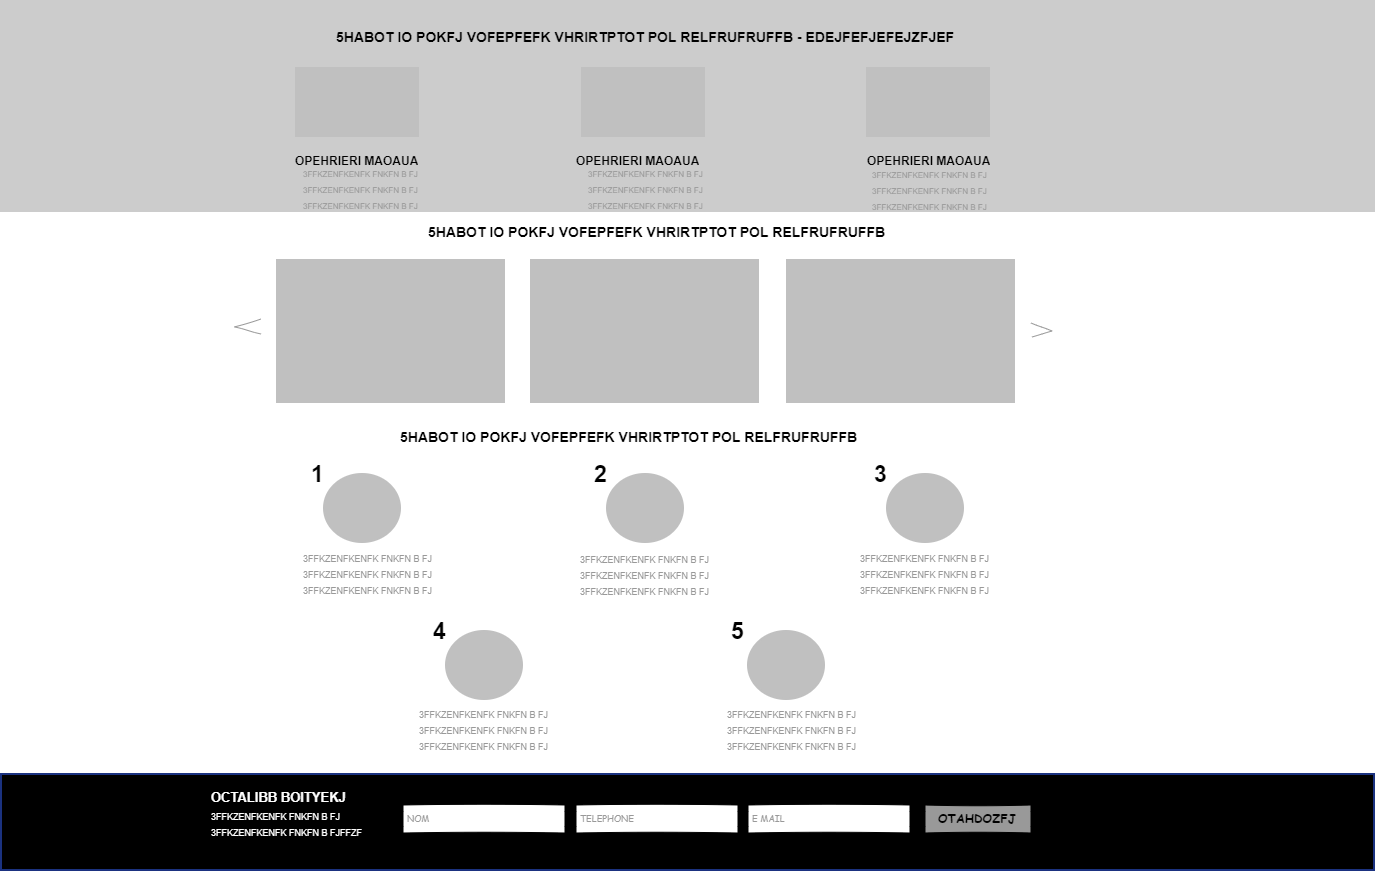 5HABOT IO POKFJ VOFEPFEFK VHRIRTPTOT POL RELFRUFRUFFB - EDEJFEFJEFEJZFJEF
OPEHRIERI MAOAUA
3FFKZENFKENFK FNKFN B FJ
3FFKZENFKENFK FNKFN B FJ
3FFKZENFKENFK FNKFN B FJ
OPEHRIERI MAOAUA
3FFKZENFKENFK FNKFN B FJ
3FFKZENFKENFK FNKFN B FJ
3FFKZENFKENFK FNKFN B FJ
OPEHRIERI MAOAUA
3FFKZENFKENFK FNKFN B FJ
3FFKZENFKENFK FNKFN B FJ
3FFKZENFKENFK FNKFN B FJ
5HABOT IO POKFJ VOFEPFEFK VHRIRTPTOT POL RELFRUFRUFFB
<
>
5HABOT IO POKFJ VOFEPFEFK VHRIRTPTOT POL RELFRUFRUFFB
1
3FFKZENFKENFK FNKFN B FJ
3FFKZENFKENFK FNKFN B FJ
3FFKZENFKENFK FNKFN B FJ
2
3FFKZENFKENFK FNKFN B FJ
3FFKZENFKENFK FNKFN B FJ
3FFKZENFKENFK FNKFN B FJ
3
3FFKZENFKENFK FNKFN B FJ
3FFKZENFKENFK FNKFN B FJ
3FFKZENFKENFK FNKFN B FJ
4
3FFKZENFKENFK FNKFN B FJ
3FFKZENFKENFK FNKFN B FJ
3FFKZENFKENFK FNKFN B FJ
5
3FFKZENFKENFK FNKFN B FJ
3FFKZENFKENFK FNKFN B FJ
3FFKZENFKENFK FNKFN B FJ
OCTALIBB BOITYEKJ
3FFKZENFKENFK FNKFN B FJ
3FFKZENFKENFK FNKFN B FJFFZF
NOM
TELEPHONE
E MAIL
OTAHDOZFJ